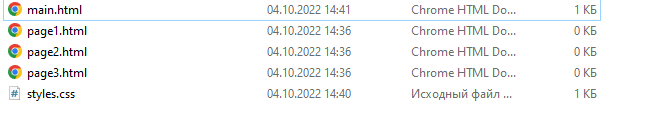 main.html 04.10.2022 14:41 Chrome HTML Do... 1 КБ
page1.html 04.10.2022 14:36 Chrome HTML Do... 0 КБ
page2.html 04.10.2022 14:36 Chrome HTML Do... 0 КБ
page3.html 04.10.2022 14:36 Chrome HTML Do... 0 КБ
styles.css 04.10.2022 14:40 Исходный файл ... 1 КБ